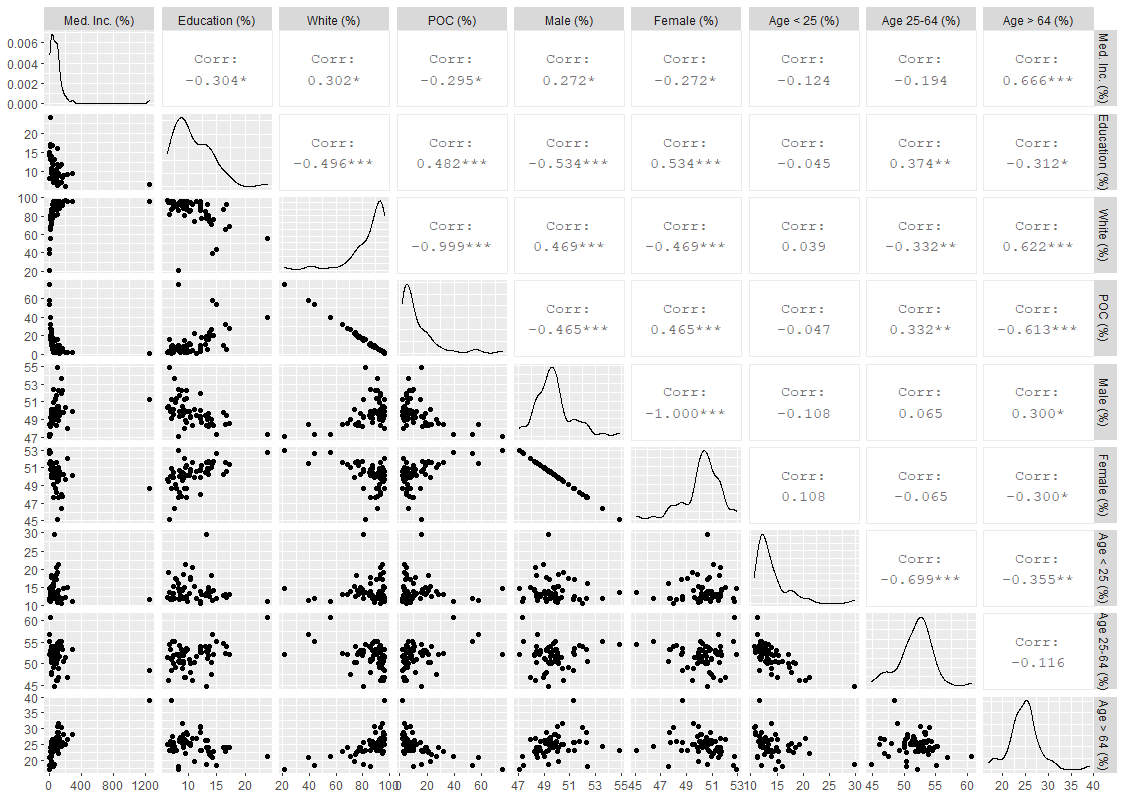 Med. Inc. (%) Education (%) White (%) POC (%) Male (%) Female (%) Age < 25 (%) Age 25-64 (%) Age > 64 (%)
0.006
0.004
0.002
0.000
Corr: Corr: Corr: Corr: Corr: Corr: Corr: Corr:
-0.304* 0.302* -0.295* 0.272* -0.272* -0.124 -0.194 0.666***
Med. Inc. (%)
20
15
10
Corr: Corr: Corr: Corr: Corr: Corr: Corr:
-0.496*** 0.482*** -0.534*** 0.534*** -0.045 0.374** -0.312*
Education (%)
100
80
60
40
20
Corr: Corr: Corr: Corr: Corr: Corr:
-0.999*** 0.469*** -0.469*** 0.039 -0.332** 0.622***
White (%)
60
40
20
0
Corr: Corr: Corr: Corr: Corr:
-0.465*** 0.465*** -0.047 0.332** -0.613***
POC (%)
55
53
51
49
47
Corr: Corr: Corr: Corr:
-1.000*** -0.108 0.065 0.300*
Male (%)
53
51
49
47
45
Corr: Corr: Corr:
0.108 -0.065 -0.300*
Female (%)
30
25
20
15
10
Corr: Corr:
-0.699*** -0.355**
Age < 25 (%)
60
55
50
45
Corr:
-0.116
Age 25-64 (%)
40
35
30
25
20
Age > 64 (%)
0 400 800 1200 10 15 20 20 40 60 80 100 0 20 40 60 47 49 51 53 55 45 47 49 51 53 10 15 20 25 30 45 50 55 60 20 25 30 35 40